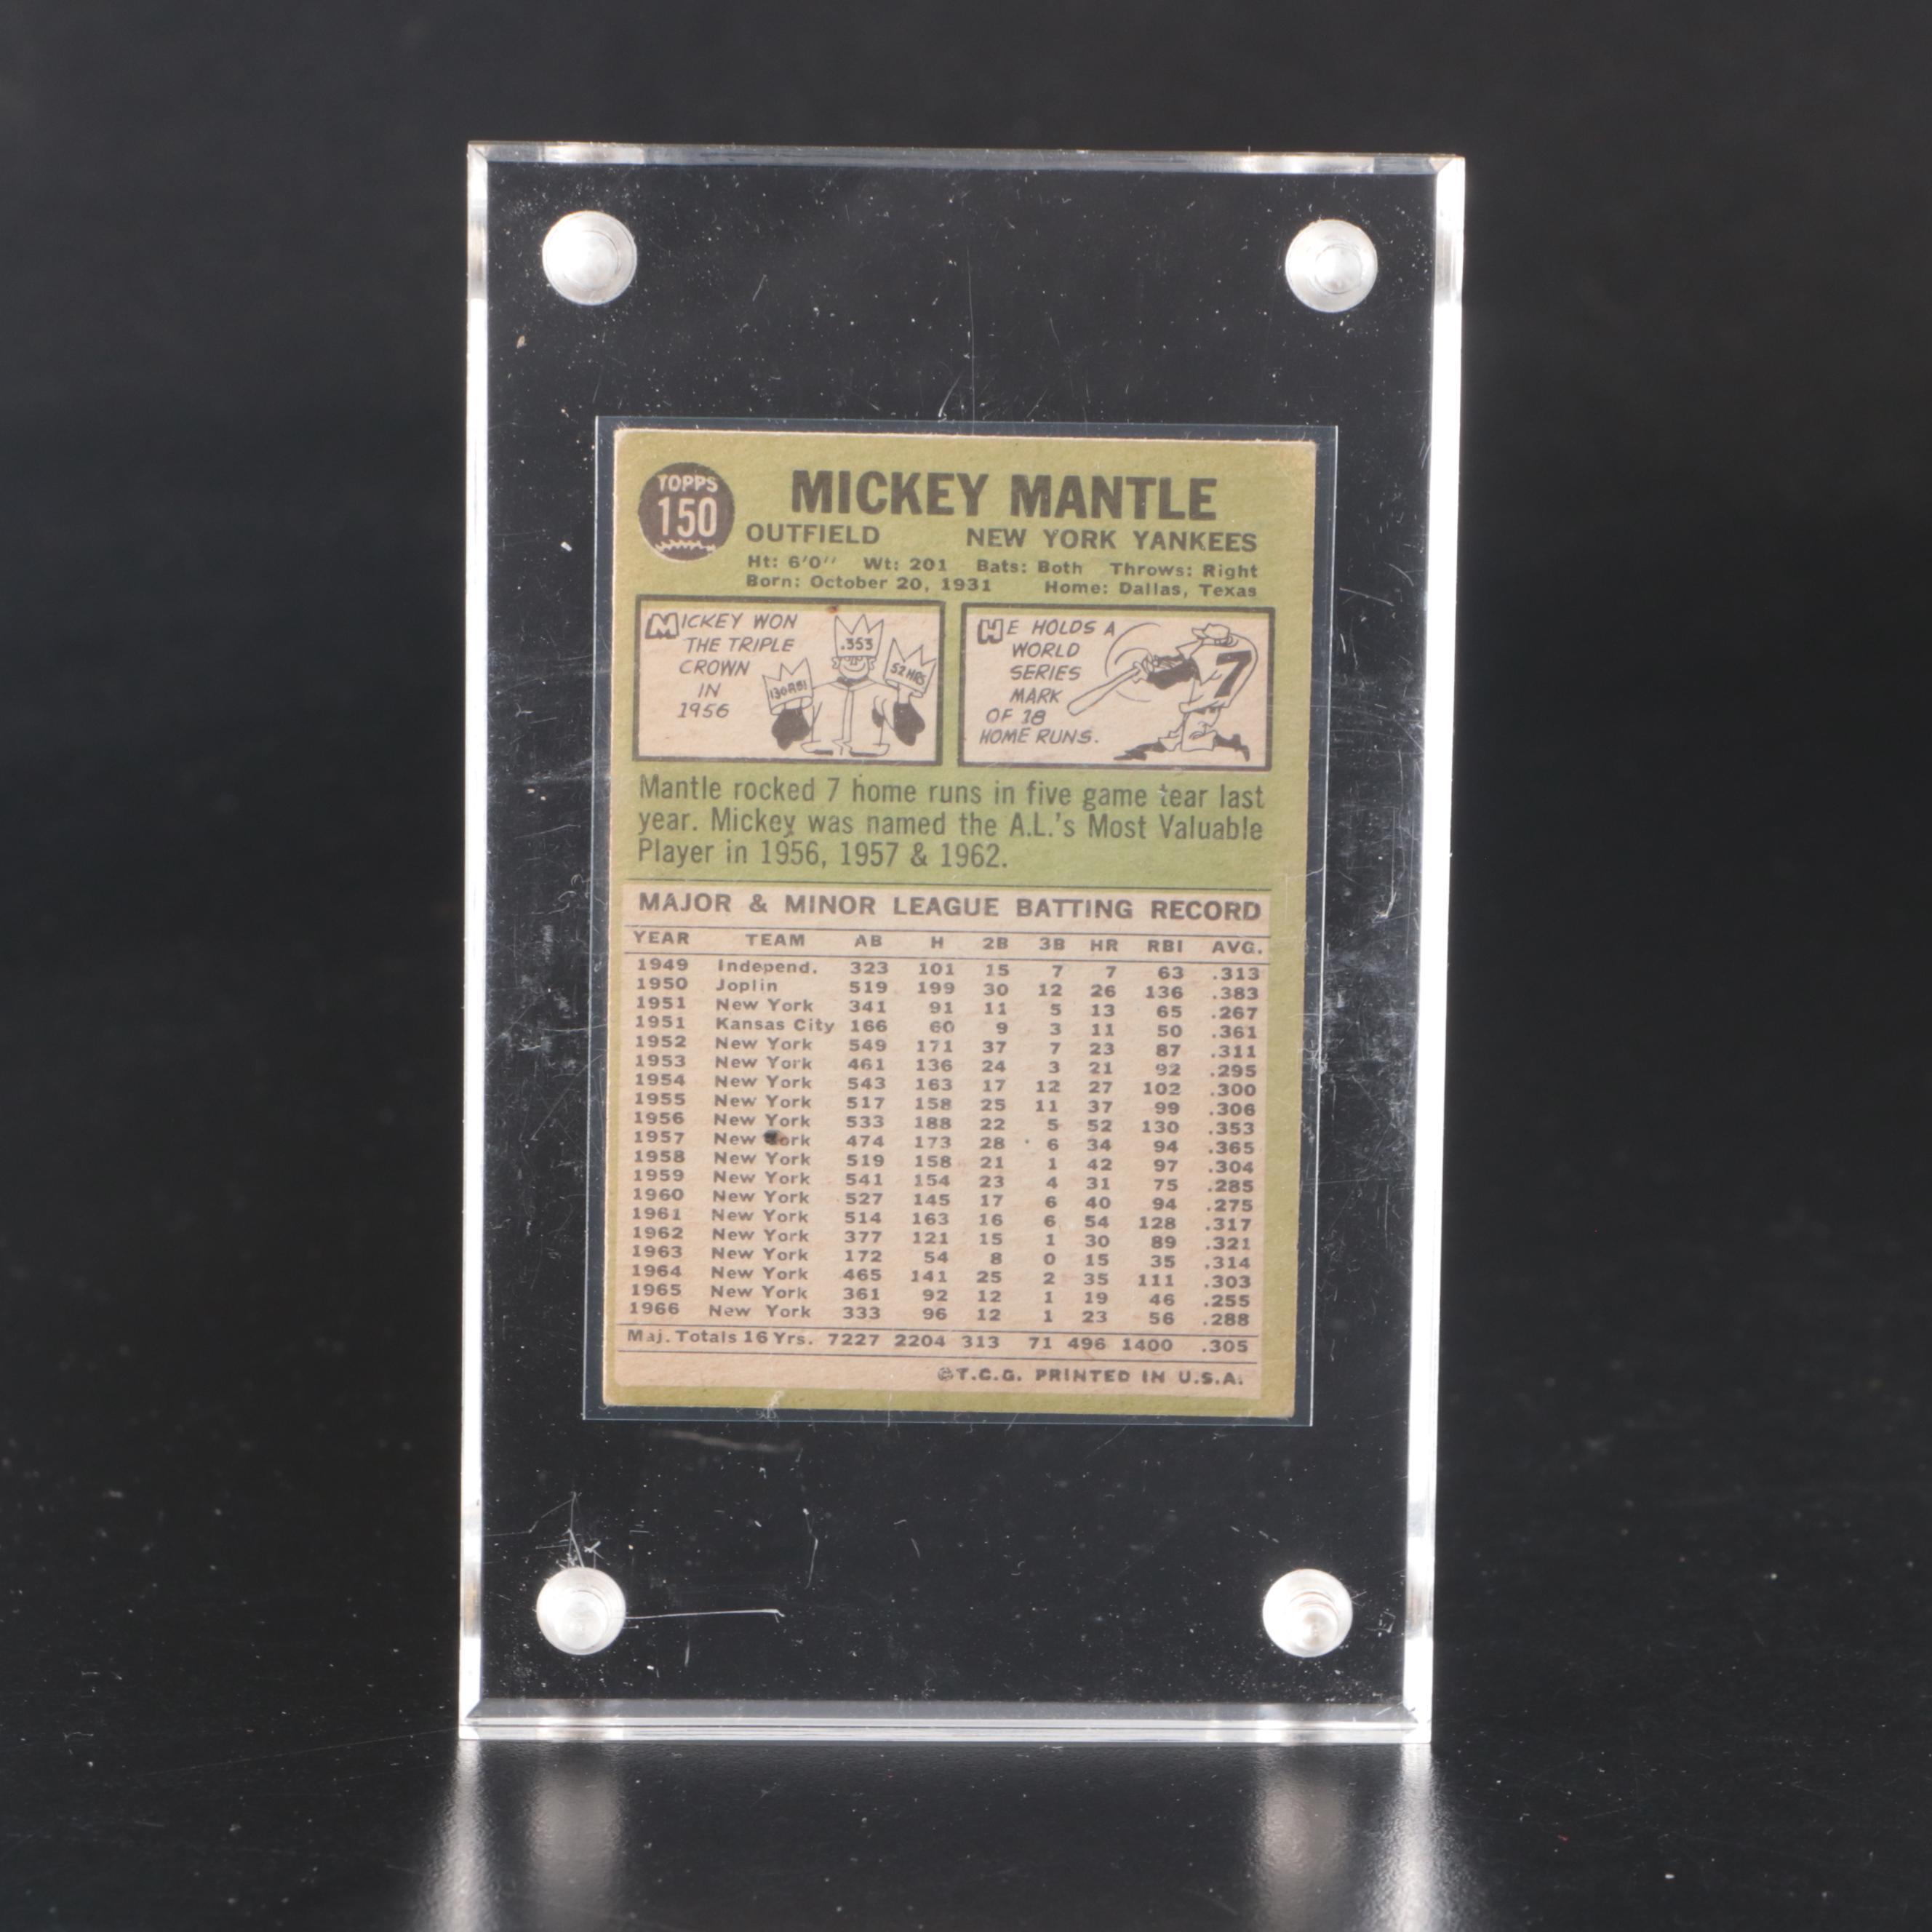 TOPPS
150
MICKEY MANTLE
OUTFIELD NEW YORK YANKEES
Ht: 6'0'' Wt: 201 Bats: Both Throws: Right
Born: October 20, 1931 Home: Dallas, Texas
MICKEY WON
THE TRIPLE
CROWN
IN
1956
.353
130 RBI
52 HRS
HE HOLDS A
WORLD
SERIES
MARK
OF 18
HOME RUNS.
7
Mantle rocked 7 home runs in five game tear last
year. Mickey was named the A.L.'s Most Valuable
Player in 1956, 1957 & 1962.
MAJOR & MINOR LEAGUE BATTING RECORD
YEAR TEAM AB H 2B 3B HR RBI AVG.
1949 Independ. 323 101 15 7 7 63 .313
1950 Joplin 519 199 30 12 26 136 .383
1951 New York 341 91 11 5 13 65 .267
1951 Kansas City 166 60 9 3 11 50 .361
1952 New York 549 171 37 7 23 87 .311
1953 New York 461 136 24 3 21 92 .295
1954 New York 543 163 17 12 27 102 .300
1955 New York 517 158 25 11 37 99 .306
1956 New York 533 188 22 5 52 130 .353
1957 New York 474 173 28 6 34 94 .365
1958 New York 519 158 21 1 42 97 .304
1959 New York 541 154 23 4 31 75 .285
1960 New York 527 145 17 6 40 94 .275
1961 New York 514 163 16 6 54 128 .317
1962 New York 377 121 15 1 30 89 .321
1963 New York 172 54 8 0 15 35 .314
1964 New York 465 141 25 2 35 111 .303
1965 New York 361 92 12 1 19 46 .255
1966 New York 333 96 12 1 23 56 .288
Maj. Totals 16 Yrs. 7227 2204 313 71 496 1400 .305
©T.C.G. PRINTED IN U.S.A.